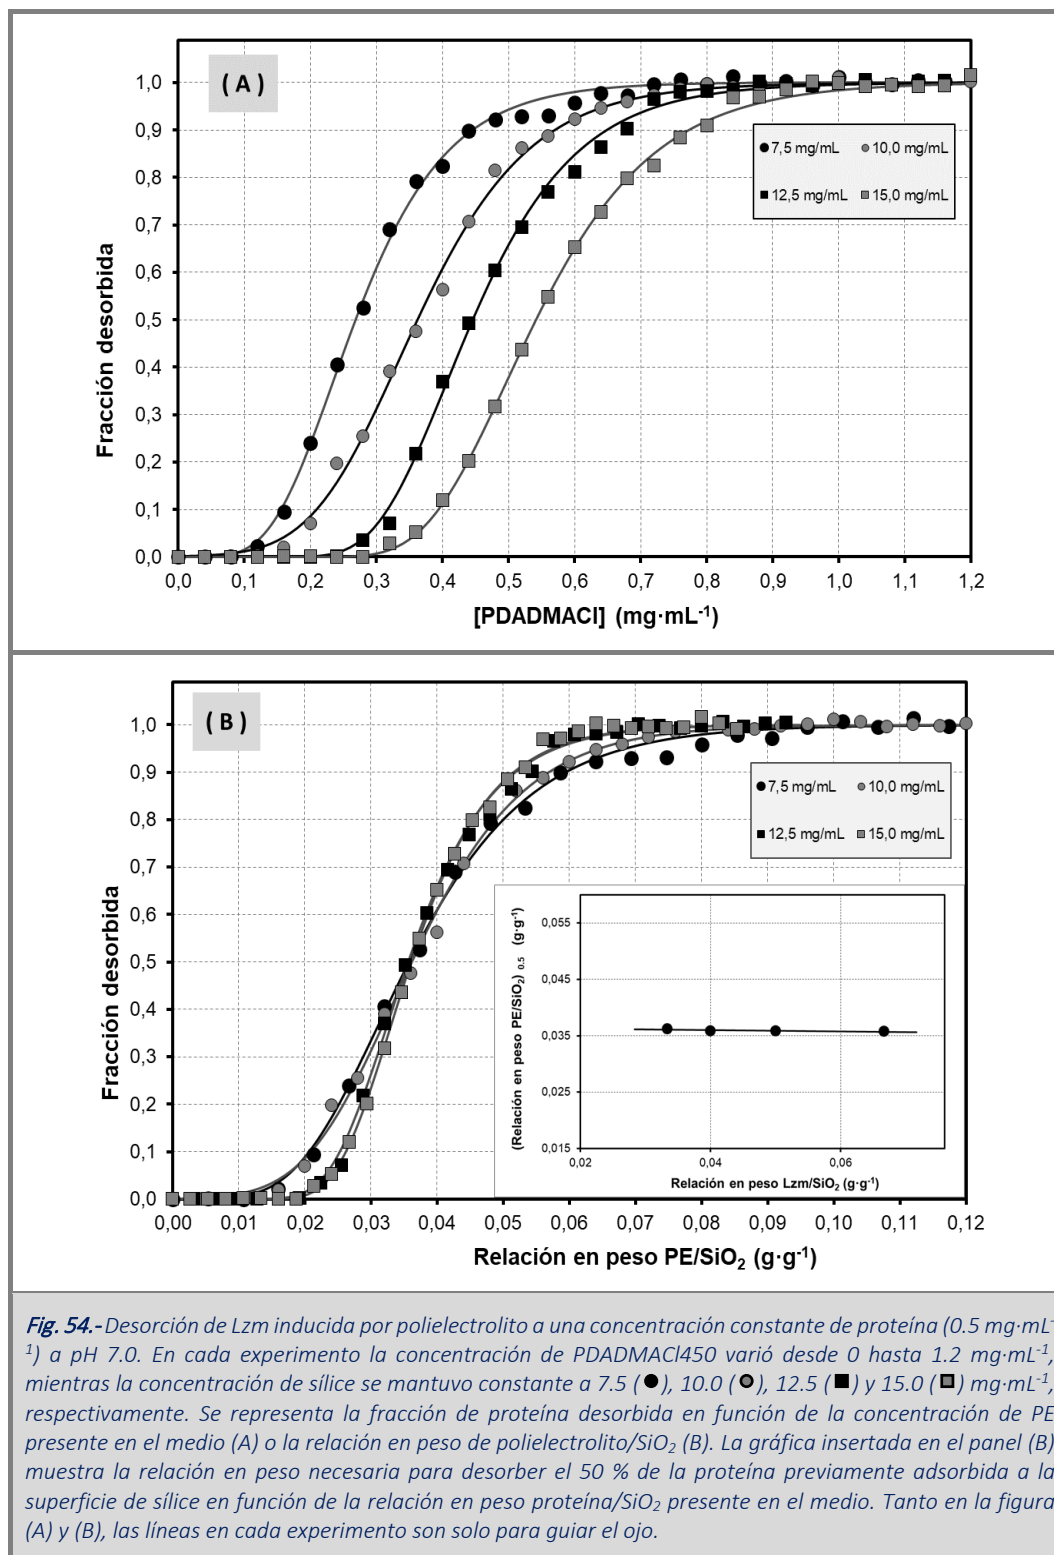 ( A )
1,0
0,9
0,8
0,7
0,6
0,5
0,4
0,3
0,2
0,1
0,0
Fracción desorbida
7,5 mg/mL 10,0 mg/mL
12,5 mg/mL 15,0 mg/mL
0,0 0,1 0,2 0,3 0,4 0,5 0,6 0,7 0,8 0,9 1,0 1,1 1,2
[PDADMACl] (mg·mL-1)
( B )
1,0
0,9
0,8
0,7
0,6
0,5
0,4
0,3
0,2
0,1
0,0
Fracción desorbida
7,5 mg/mL 10,0 mg/mL
12,5 mg/mL 15,0 mg/mL
(Relación en peso PE/SiO2) 0.5 (g·g-1)
0,055
0,045
0,035
0,025
0,015
0,02 0,04 0,06
Relación en peso Lzm/SiO2 (g·g-1)
0,00 0,01 0,02 0,03 0,04 0,05 0,06 0,07 0,08 0,09 0,10 0,11 0,12
Relación en peso PE/SiO2 (g·g-1)
Fig. 54.- Desorción de Lzm inducida por polielectrolito a una concentración constante de proteína (0.5 mg·mL-
1) a pH 7.0. En cada experimento la concentración de PDADMACl450 varió desde 0 hasta 1.2 mg·mL-1,
mientras la concentración de sílice se mantuvo constante a 7.5 (●), 10.0 (●), 12.5 (■) y 15.0 (■) mg·mL-1,
respectivamente. Se representa la fracción de proteína desorbida en función de la concentración de PE
presente en el medio (A) o la relación en peso de polielectrolito/SiO2 (B). La gráfica insertada en el panel (B)
muestra la relación en peso necesaria para desorber el 50 % de la proteína previamente adsorbida a la
superficie de sílice en función de la relación en peso proteína/SiO2 presente en el medio. Tanto en la figura
(A) y (B), las líneas en cada experimento son solo para guiar el ojo.